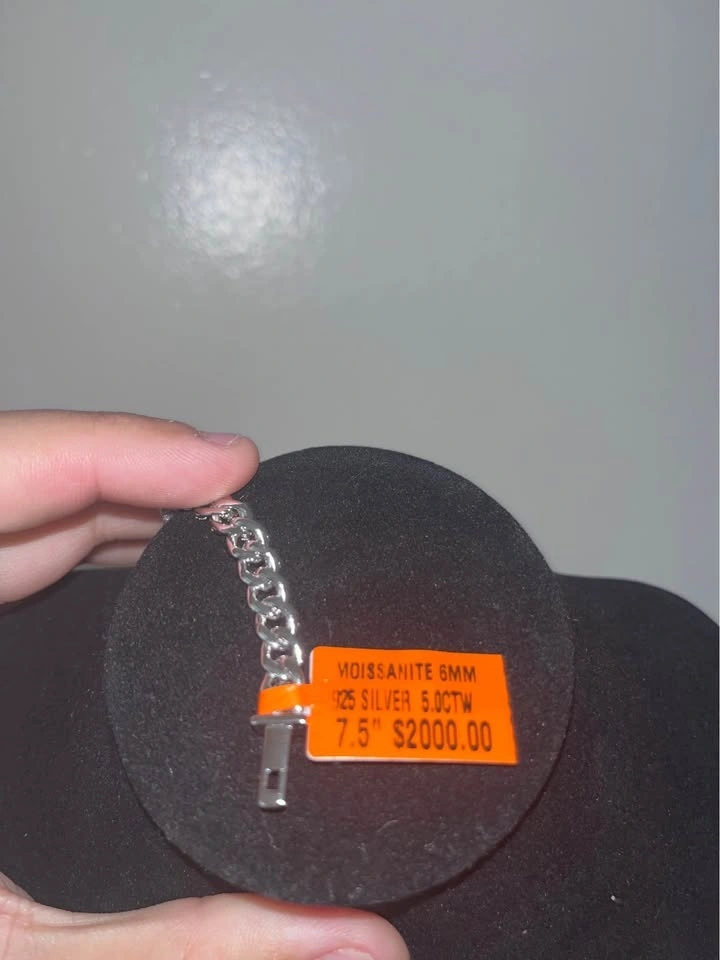 MOISSANITE 6MM
925 SILVER 5.0CTW
7.5" $2000.00